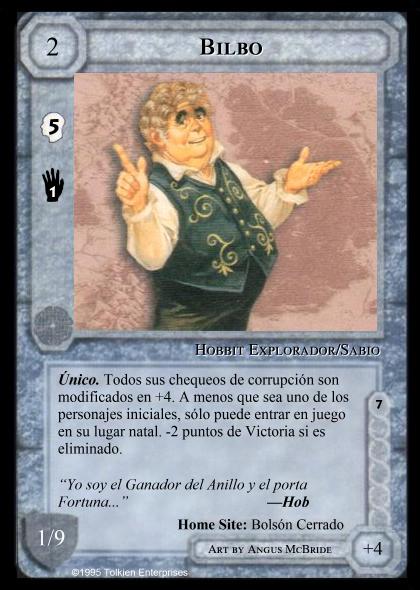 2
BILBO
5
1
HOBBIT EXPLORADOR/SABIO
Único. Todos sus chequeos de corrupción son
modificados en +4. A menos que sea uno de los
personajes iniciales, sólo puede entrar en juego
en su lugar natal. -2 puntos de Victoria si es
eliminado.
7
“Yo soy el Ganador del Anillo y el porta
Fortuna...” —Hob
Home Site: Bolsón Cerrado
1/9
ART BY ANGUS MCBRIDE
+4
©1995 Tolkien Enterprises